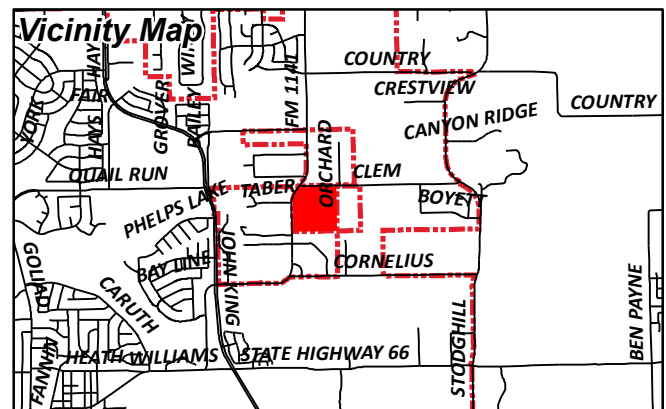 Vicinity Map
COUNTRY
CRESTVIEW
COUNTRY
CANYON RIDGE
FM 1141
HAYS
FAIR
YORK
HAYS
GROVER
BAILEY
ORCHARD
CLEM
QUAIL RUN
TABER
BOYETT
PHELPS LAKE
BAY LINE
JOHN KING
CORNELIUS
GOLIAD
CARUTH
FANNIN
HEATH
WILLIAMS
STATE HIGHWAY 66
STODGHILL
BEN PAYNE